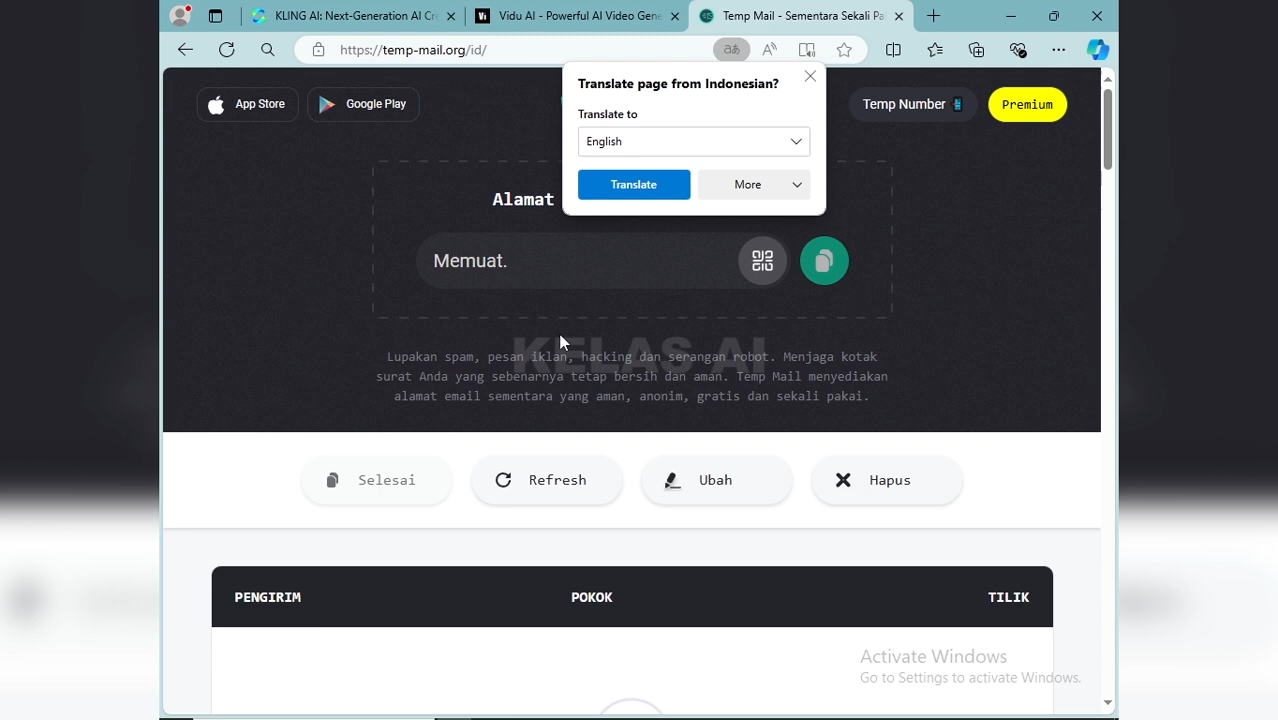 KLING AI: Next-Generation AI Cr
Vidu AI - Powerful AI Video Gene
Temp Mail - Sementara Sekali Pa
https://temp-mail.org/id/
Translate page from Indonesian?
Translate to
English
Translate
More
App Store
Google Play
Temp Number
Premium
Alamat
Memuat.
KELAS AI
Lupakan spam, pesan iklan, hacking dan serangan robot. Menjaga kotak
surat Anda yang sebenarnya tetap bersih dan aman. Temp Mail menyediakan
alamat email sementara yang aman, anonim, gratis dan sekali pakai.
Selesai
Refresh
Ubah
Hapus
PENGIRIM
POKOK
TILIK
Activate Windows
Go to Settings to activate Windows.